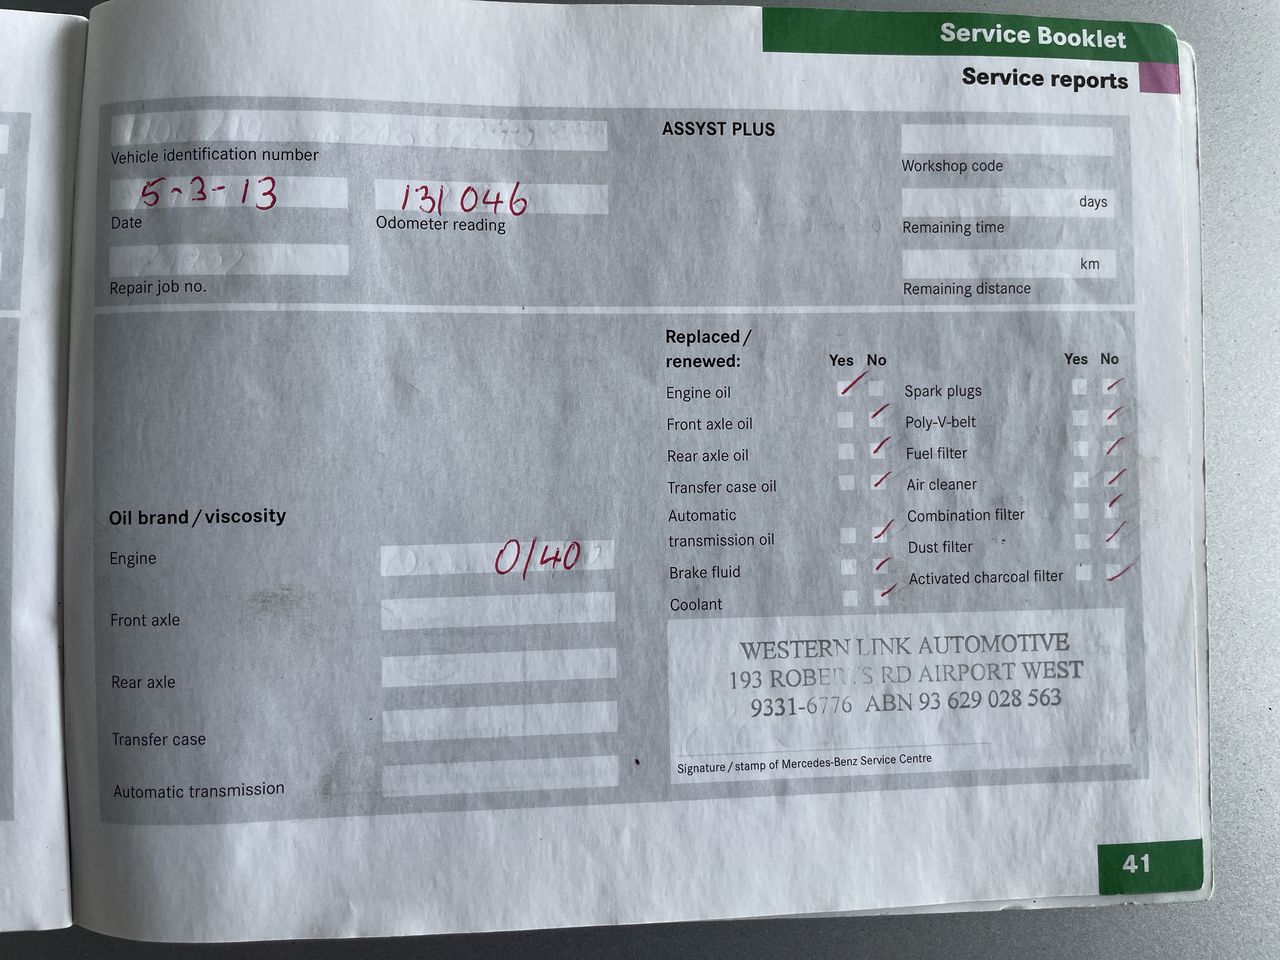 Service Booklet
Service reports
ASSYST PLUS
Vehicle identification number
Workshop code
5-3-13
131 046
days
Date
Odometer reading
Remaining time
km
Repair job no.
Remaining distance
Replaced /
renewed:
Yes No
Yes No
Engine oil
Spark plugs
Front axle oil
Poly-V-belt
Rear axle oil
Fuel filter
Transfer case oil
Air cleaner
Automatic
transmission oil
Combination filter
Dust filter
Brake fluid
Activated charcoal filter
Coolant
Oil brand / viscosity
Engine
0/40
Front axle
Rear axle
Transfer case
Automatic transmission
WESTERN LINK AUTOMOTIVE
193 ROBERTS RD AIRPORT WEST
9331-6776 ABN 93 629 028 563
Signature / stamp of Mercedes-Benz Service Centre
41